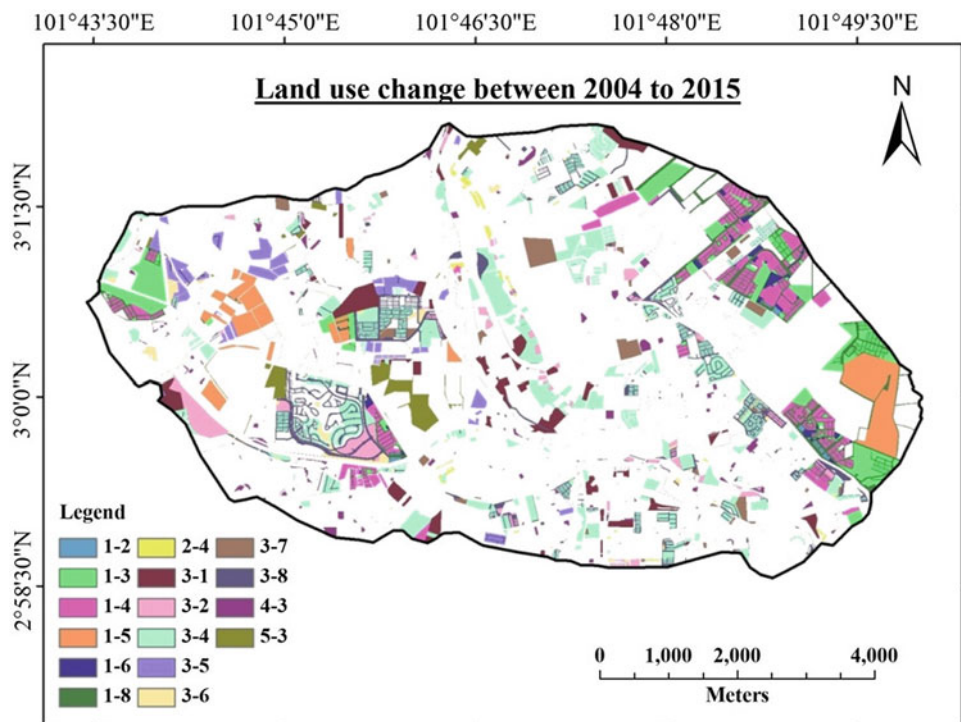 101°43'30"E 101°45'0"E 101°46'30"E 101°48'0"E 101°49'30"E
Land use change between 2004 to 2015
N
3°1'30"N
3°0'0"N
2°58'30"N
Legend
1-2 2-4 3-7
1-3 3-1 3-8
1-4 3-2 4-3
1-5 3-4 5-3
1-6 3-5
1-8 3-6
0 1,000 2,000 4,000
Meters